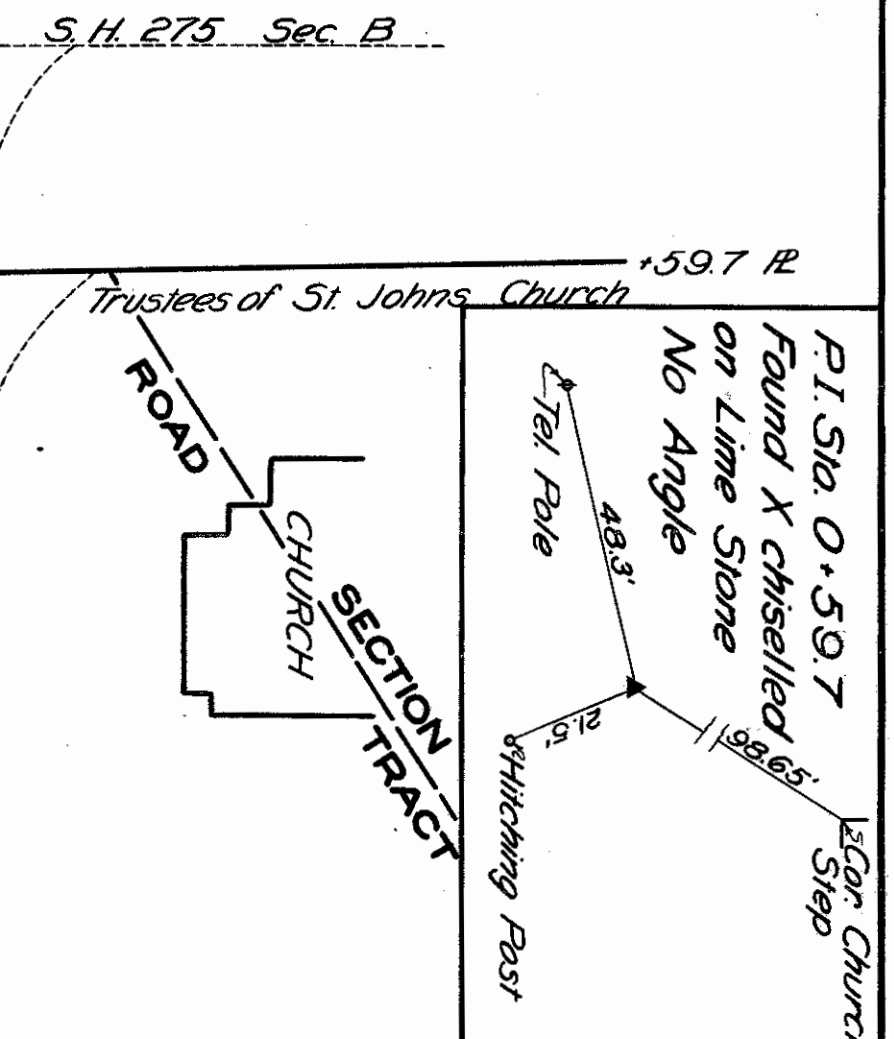 S.H. 275 Sec. B
+59.7 PL
Trustees of St. Johns Church
P.I. Sta. 0+59.7
Found X chiselled
on Lime Stone
No Angle
Tel. Pole
48.3'
21.5'
98.65'
Hitching Post
Cor. Church
Step
ROAD
CHURCH
SECTION
TRACT